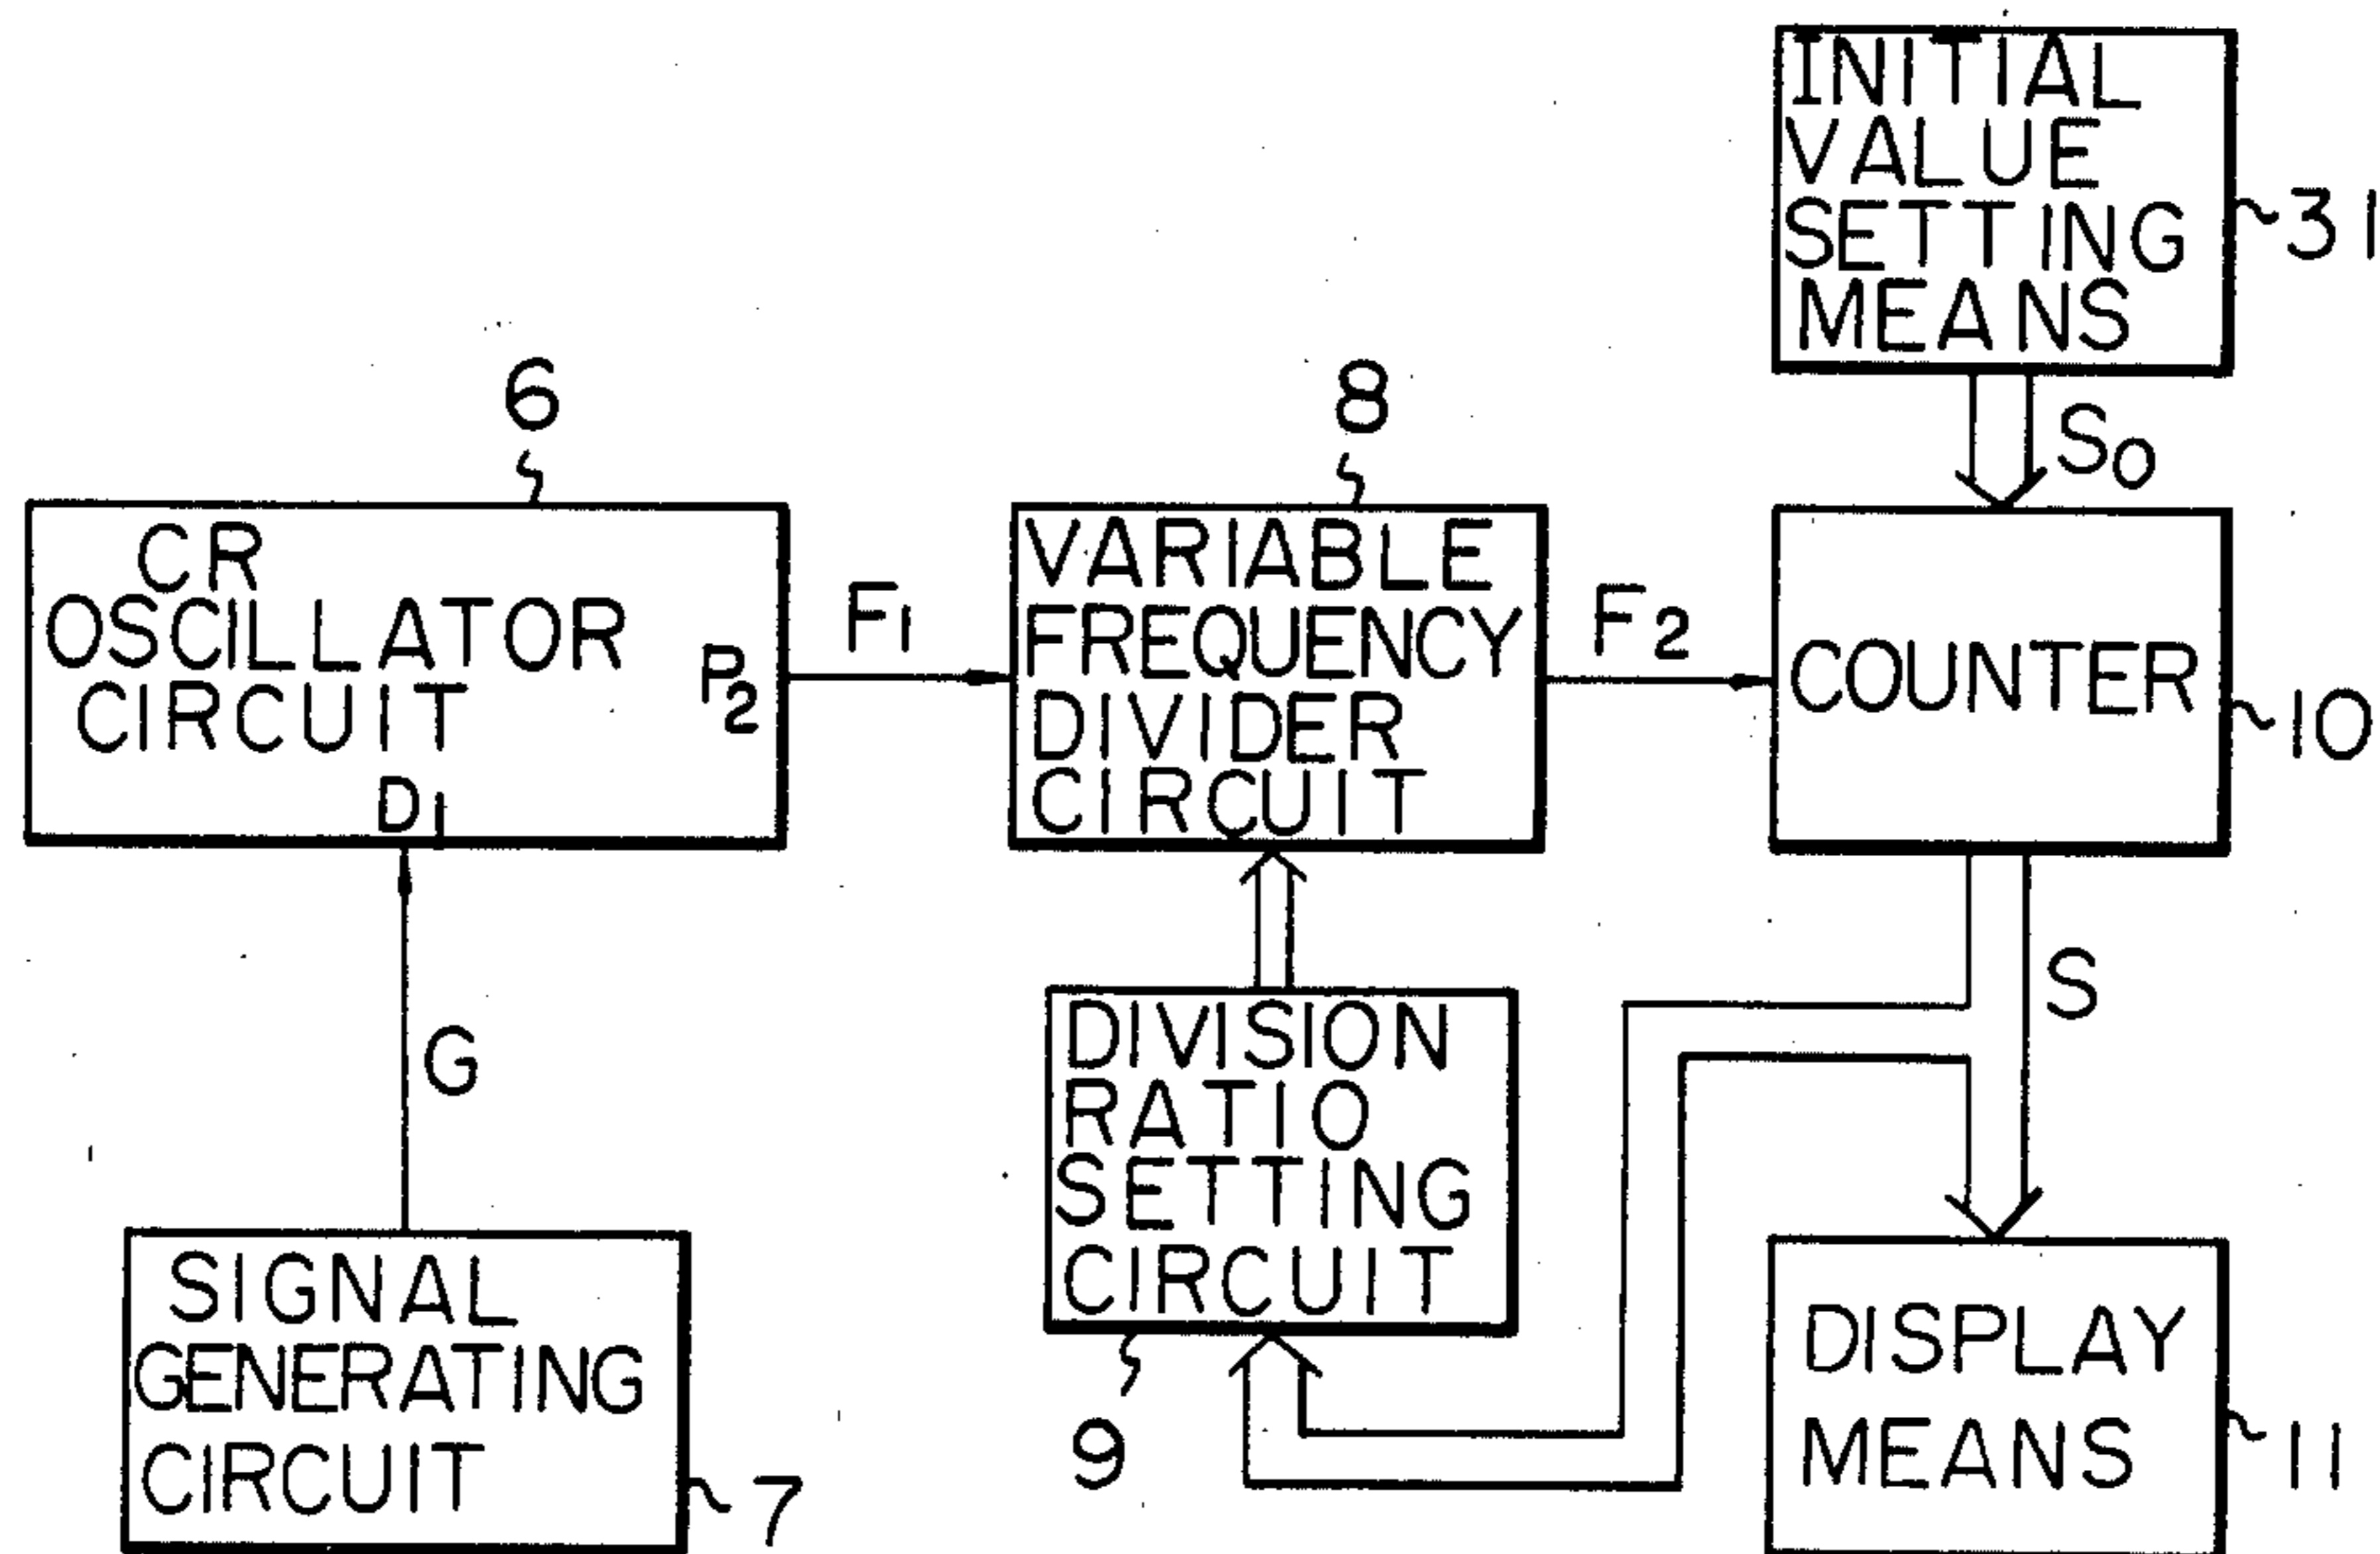 INITIAL
VALUE
SETTING
MEANS
31
S0
6
CR
OSCILLATOR
CIRCUIT
P2
D1
F1
8
VARIABLE
FREQUENCY
DIVIDER
CIRCUIT
F2
COUNTER
10
G
S
DIVISION
RATIO
SETTING
CIRCUIT
9
SIGNAL
GENERATING
CIRCUIT
7
DISPLAY
MEANS
11